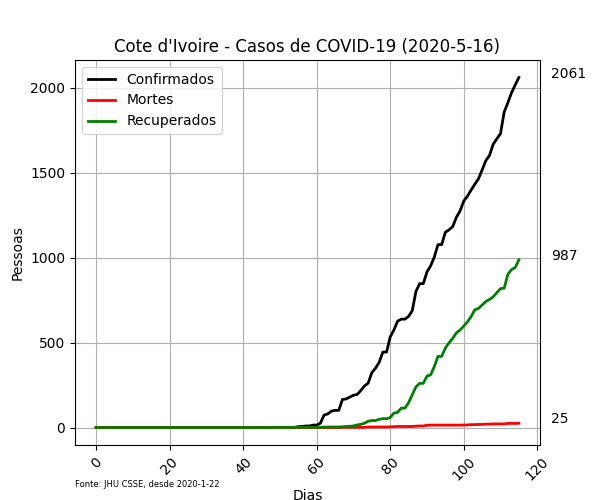 Cote d'Ivoire - Casos de COVID-19 (2020-5-16)
Confirmados
Mortes
Recuperados
2061
987
25
Pessoas
2000
1500
1000
500
0
0
20
40
60
80
100
120
Dias
Fonte: JHU CSSE, desde 2020-1-22